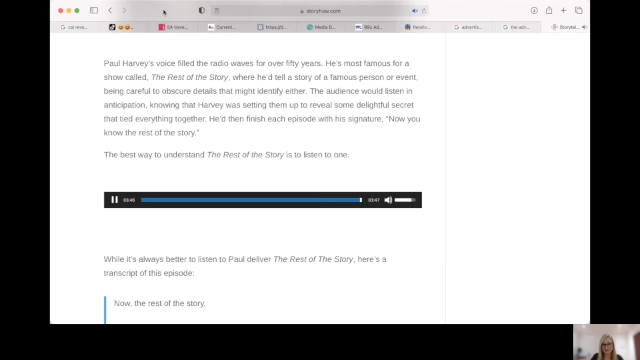 storyhow.com
EA
Current
Media D
the adv
Paul Harvey's voice filled the radio waves for over fifty years. He's most famous for a
show called, The Rest of the Story, where he'd tell a story of a famous person or event,
being careful to obscure details that might identify either. The audience would listen in
anticipation, knowing that Harvey was setting them up to reveal some delightful secret
that tied everything together. He'd then finish each episode with his signature, "Now you
know the rest of the story."
The best way to understand The Rest of the Story is to listen to one.
03:46 03:47
While it's always better to listen to Paul deliver The Rest of The Story, here's a
transcript of this episode:
Now, the rest of the story.